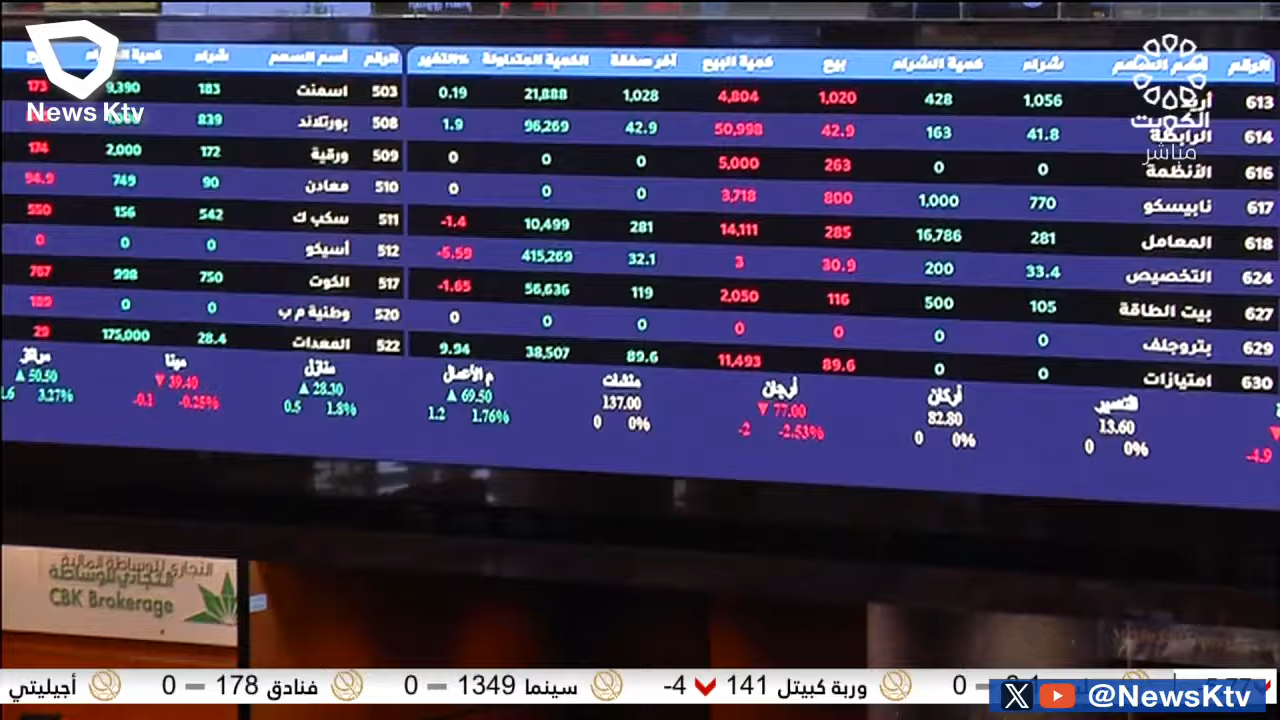 News Ktv
الكويت
مباشر
الرقم أسم السهم شراء كمية الشراء بيع كمية البيع آخر صفقة الكمية المتداولة التغير%
613 1,056 428 1,020 4,804 1,028 21,888 0.19
614 الرابطة 41.8 163 42.9 50,998 42.9 96,269 1.9
616 الأنظمة 0 0 263 5,000 0 0 0
617 نابيسكو 770 1,000 800 3,718 0 0 0
618 المعامل 281 16,786 285 14,111 281 10,499 -1.4
624 التخصيص 33.4 200 30.9 3 32.1 415,269 -5.59
627 بيت الطاقة 105 500 116 2,050 119 56,636 -1.65
629 بتروجلف 0 0 0 0 0 0 0
630 امتيازات 0 0 89.6 11,493 89.6 38,507 9.94
الرقم أسم السهم شراء
503 اسمنت 183 9,390 173
508 بورتلاند 839
509 ورقية 172 2,000 174
510 معادن 90 749 94.9
511 سكب ك 542 156 550
512 أسيكو 0 0 0
517 الكوت 750 998 767
520 وطنية م ب 0 0 189
522 المعدات 28.4 175,000 29
-4.9
13.60
0 0%
أركان
82.80
0 0%
أرجان
▼ 77.00
-2 -2.53%
منشآت
137.00
0 0%
م الأعمال
▲ 69.50
1.2 1.76%
منازل
▲ 28.30
0.5 1.8%
مينا
▼ 39.40
-0.1 -0.25%
مراكز
▲ 50.50
3.27%
التجاري للوساطة المالية
التجاري للوساطة
CBK Brokerage
0 وربة كبيتل 141 -4 سينما 1349 0 فنادق 178 0 أجيليتي
@NewsKtv